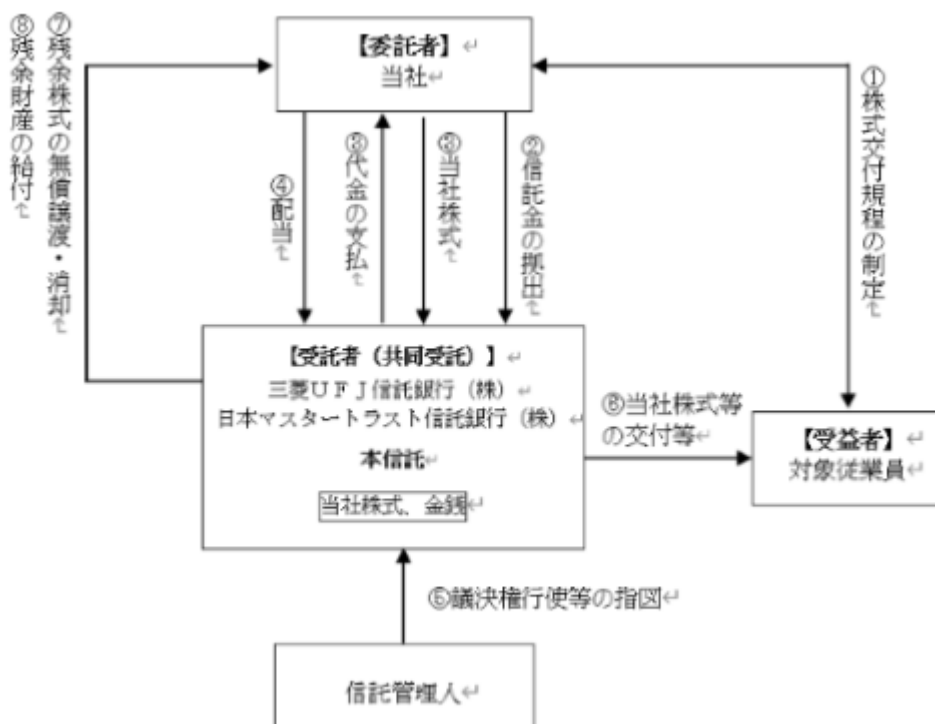 【委託者】↵
当社↵
⑧残余財産の給付↵
⑦残余株式の無償譲渡・消却↵
④配当↵
③代金の支払↵
③当社株式↵
②信託金の拠出↵
①株式交付規程の制定↵
【受託者（共同受託）】↵
三菱ＵＦＪ信託銀行（株）↵
日本マスタートラスト信託銀行（株）↵
本信託↵
当社株式、金銭↵
⑥当社株式等
の交付等↵
【受益者】↵
対象従業員↵
⑤議決権行使等の指図↵
信託管理人↵